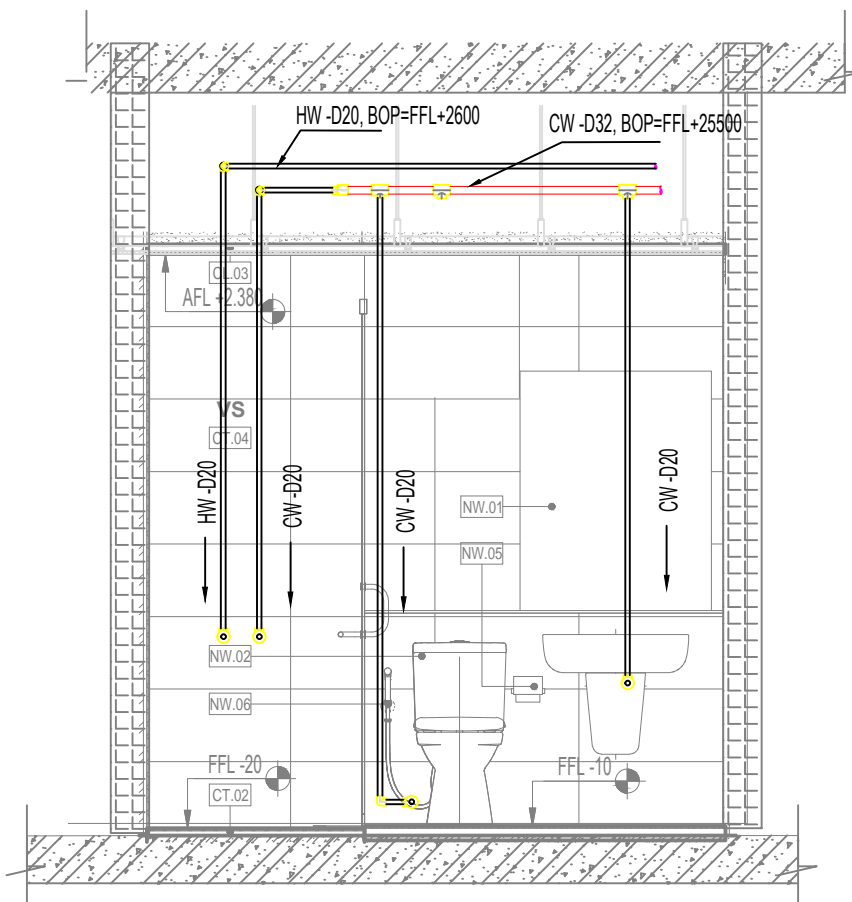 HW -D20, BOP=FFL+2600
CW -D32, BOP=FFL+25500
CL.03
AFL +2.380
VS
CT.04
HW -D20
CW -D20
CW -D20
CW -D20
NW.01
NW.05
NW.02
NW.06
FFL -20
FFL -10
CT.02